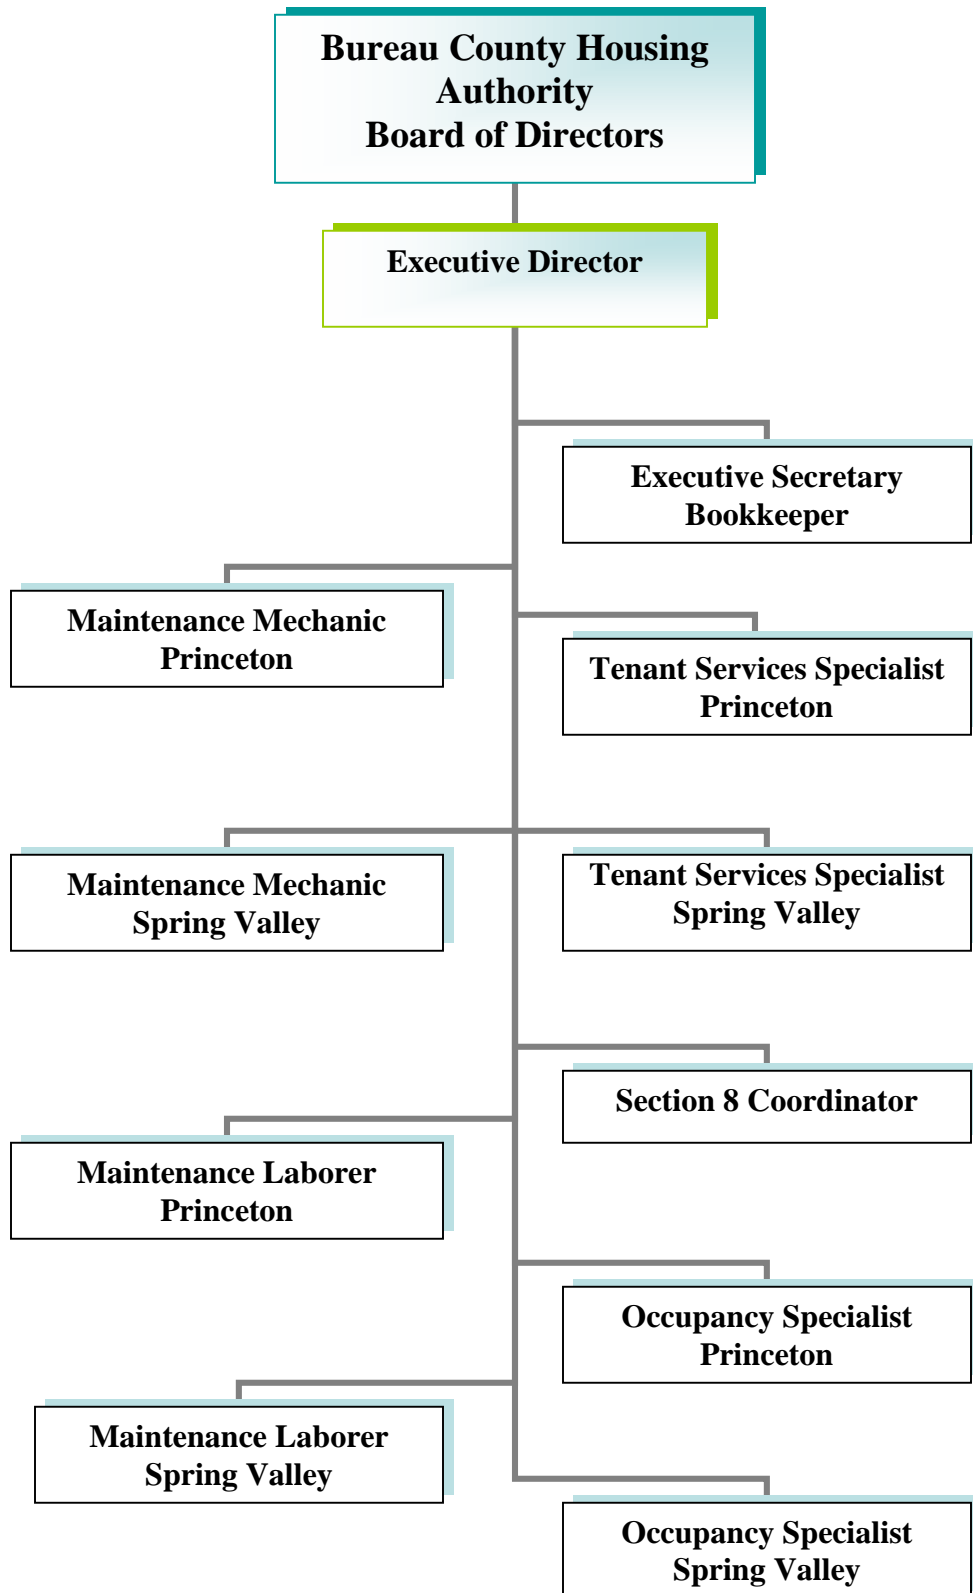 Bureau County Housing
Authority
Board of Directors
Executive Director
Executive Secretary
Bookkeeper
Maintenance Mechanic
Princeton
Tenant Services Specialist
Princeton
Maintenance Mechanic
Spring Valley
Tenant Services Specialist
Spring Valley
Section 8 Coordinator
Maintenance Laborer
Princeton
Occupancy Specialist
Princeton
Maintenance Laborer
Spring Valley
Occupancy Specialist
Spring Valley